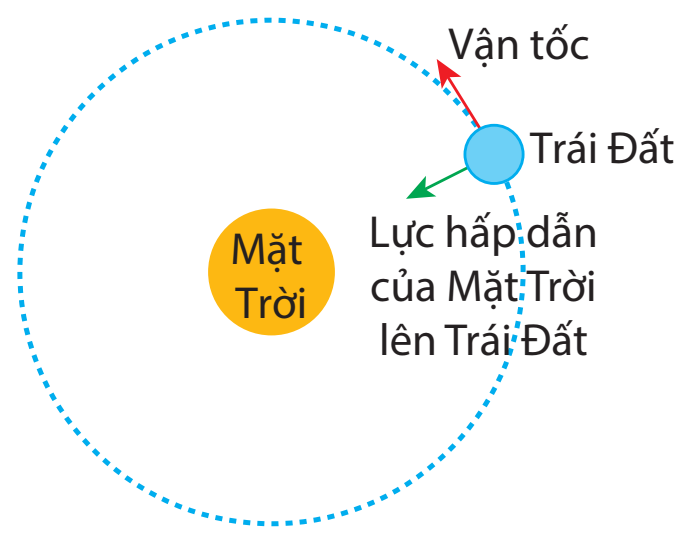 Vận tốc
Trái Đất
Lực hấp dẫn
của Mặt Trời
lên Trái Đất
Mặt
Trời